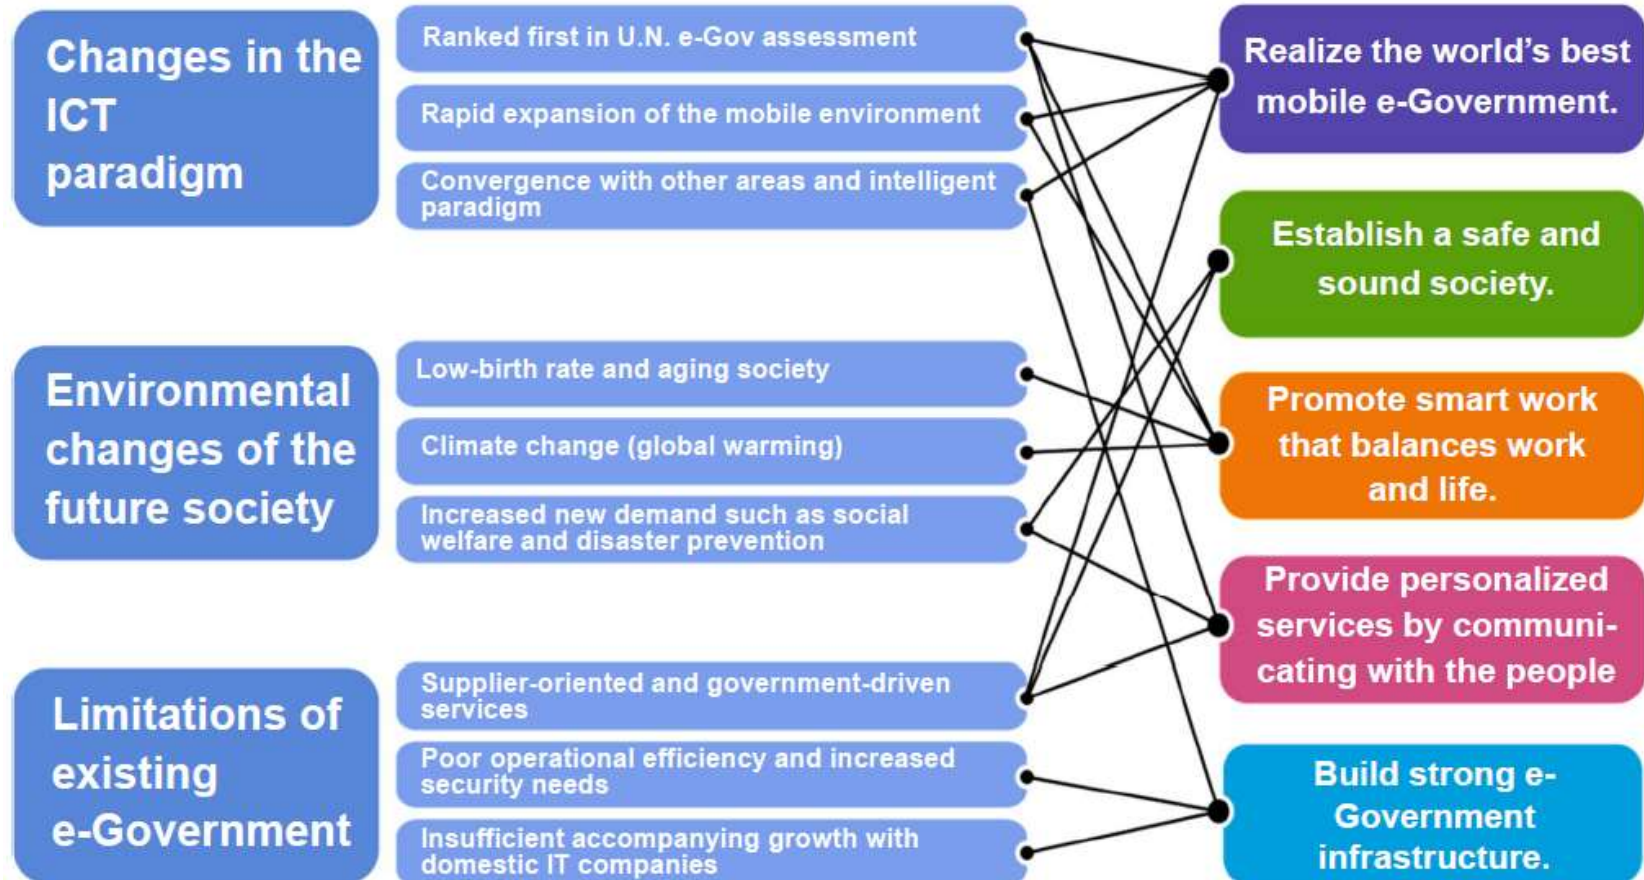 Changes in the
ICT
paradigm
Ranked first in U.N. e-Gov assessment
Rapid expansion of the mobile environment
Convergence with other areas and intelligent
paradigm
Environmental
changes of the
future society
Low-birth rate and aging society
Climate change (global warming)
Increased new demand such as social
welfare and disaster prevention
Limitations of
existing
e-Government
Supplier-oriented and government-driven
services
Poor operational efficiency and increased
security needs
Insufficient accompanying growth with
domestic IT companies
Realize the world’s best
mobile e-Government.
Establish a safe and
sound society.
Promote smart work
that balances work
and life.
Provide personalized
services by communi-
cating with the people
Build strong e-
Government
infrastructure.